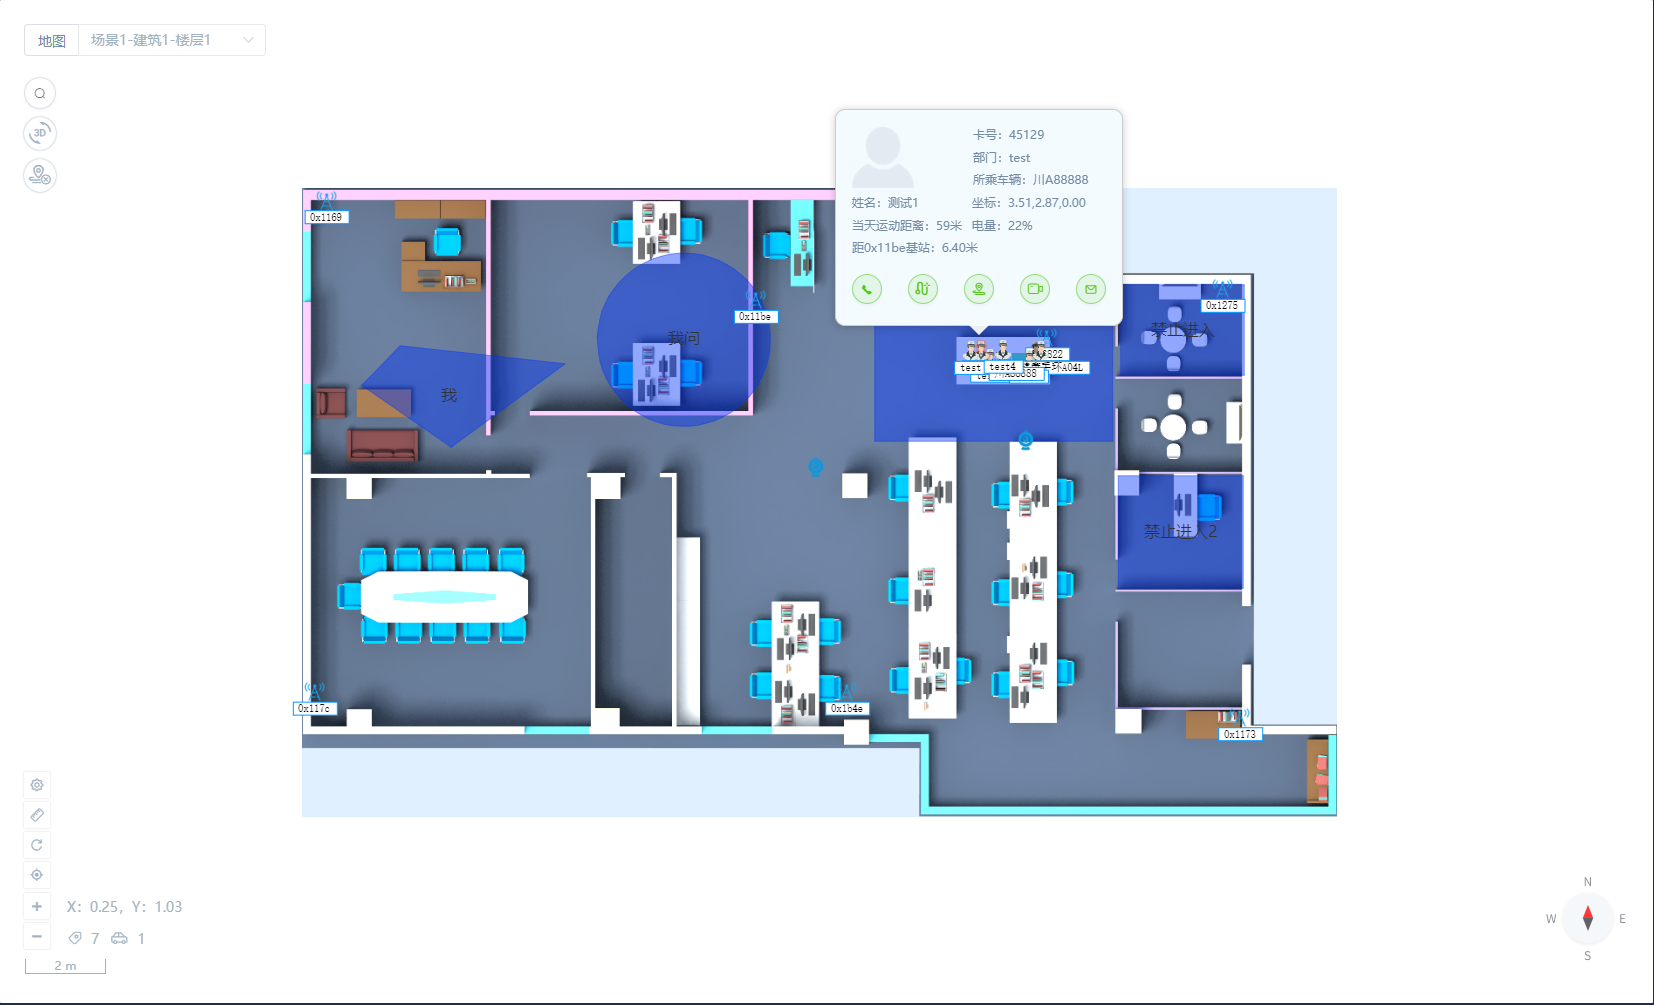 地图 场景1-建筑1-楼层1
3D
卡号：45129
部门：test
所乘车辆：川A88888
姓名：测试1 坐标：3.51,2.87,0.00
当天运动距离：59米 电量：22%
距0x11be基站：6.40米
0x1169
0x11be
0x1275
我问
禁止进入
test
test4
我
禁止进入2
0x117c
0x1b4e
0x1173
X：0.25，Y：1.03
7 1
2 m
N
W E
S